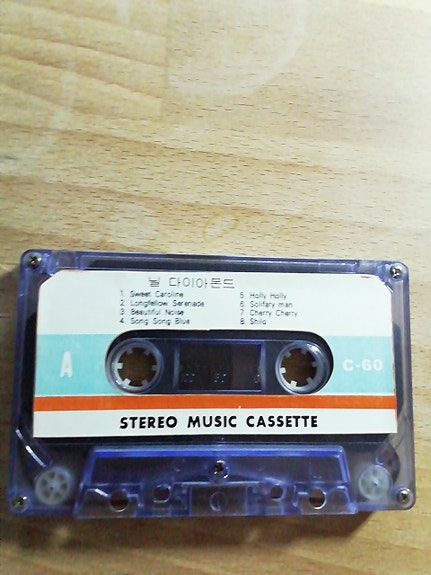 닐 다이아몬드
1. Sweet Caroline
2. Longfellow Serenade
3. Beautiful Noise
4. Song Song Blue
5. Holly Holly
6. Solitary man
7. Cherry Cherry
8. Shilo
A
C-60
STEREO MUSIC CASSETTE